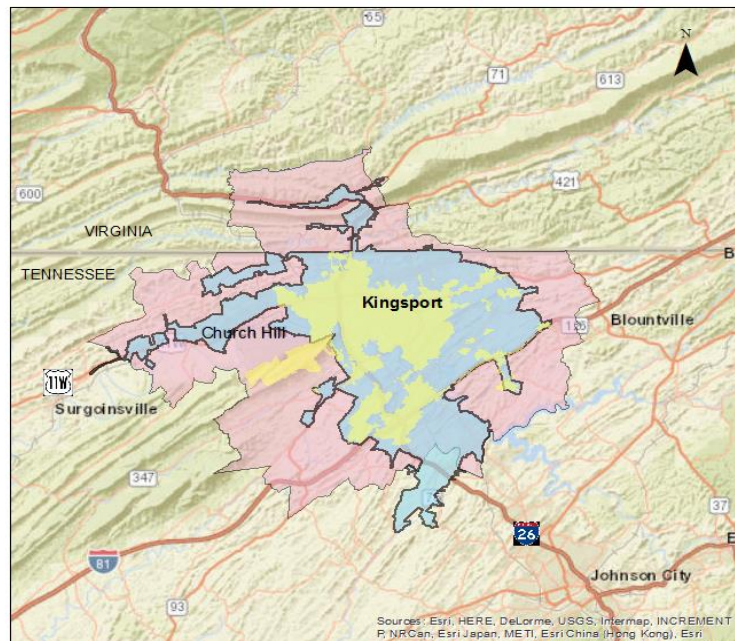 65
N
71
613
600
421
VIRGINIA
TENNESSEE
B
Kingsport
Church Hill
126
Blountville
11W
Surgoinsville
347
37
26
E
81
Johnson City
93
Sources: Esri, HERE, DeLorme, USGS, Intermap, INCREMENT
P, NRCan, Esri Japan, METI, Esri China (Hong Kong), Esri